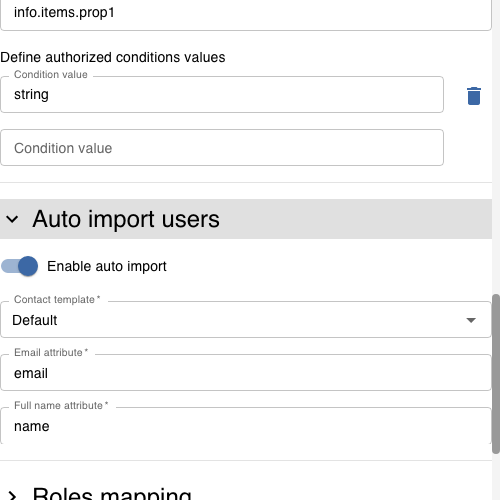 info.items.prop1
Define authorized conditions values
Condition value
string
Condition value
Auto import users
Enable auto import
Contact template *
Default
Email attribute *
email
Full name attribute *
name
Roles mapping